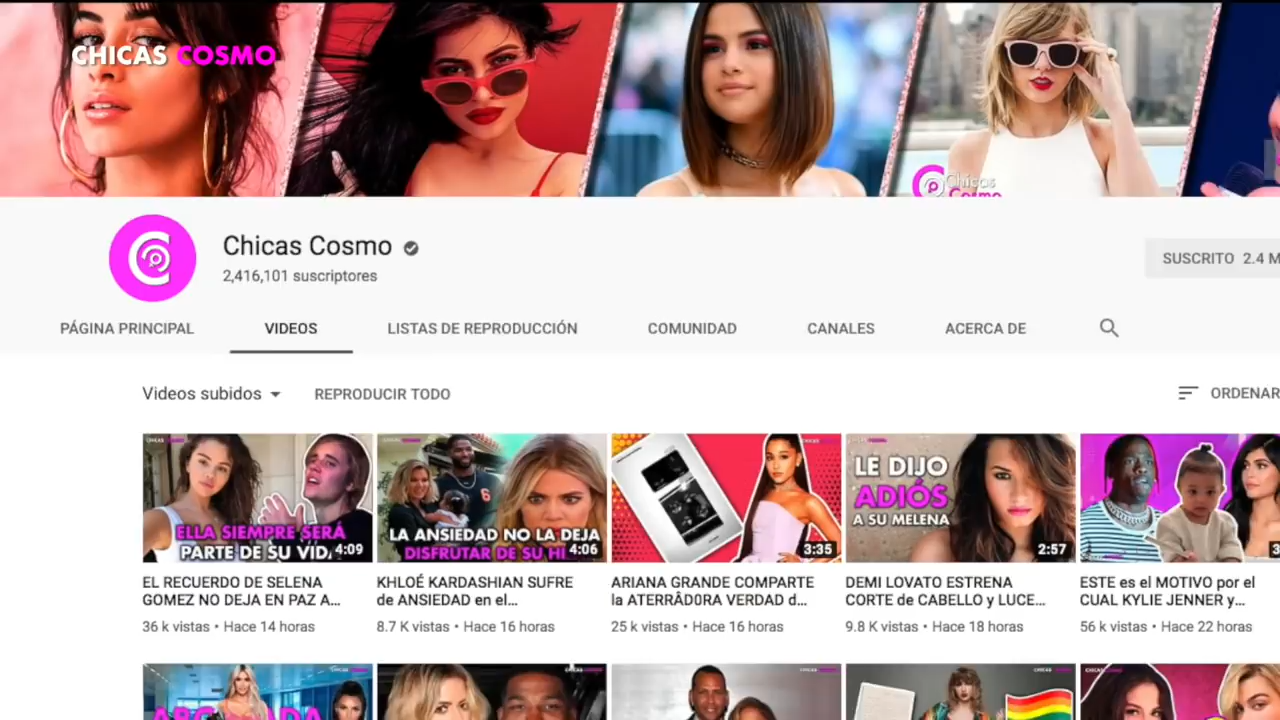 CHICAS COSMO
Chicas
Cosmo
Chicas Cosmo
2,416,101 suscriptores
SUSCRITO 2.4 M
PÁGINA PRINCIPAL
VIDEOS
LISTAS DE REPRODUCCIÓN
COMUNIDAD
CANALES
ACERCA DE
Videos subidos
REPRODUCIR TODO
ORDENAR
ELLA SIEMPRE SERÁ
PARTE DE SU VID
4:09
EL RECUERDO DE SELENA
GOMEZ NO DEJA EN PAZ A...
36 k vistas • Hace 14 horas
LA ANSIEDAD NO LA DEJA
DISFRUTAR DE SU HI
4:06
KHLOÉ KARDASHIAN SUFRE
de ANSIEDAD en el...
8.7 K vistas • Hace 16 horas
3:35
ARIANA GRANDE COMPARTE
la ATERRÂD0RA VERDAD d...
25 k vistas • Hace 16 horas
LE DIJO
ADIÓS
A SU MELENA
2:57
DEMI LOVATO ESTRENA
CORTE de CABELLO y LUCE...
9.8 K vistas • Hace 18 horas
3
ESTE es el MOTIVO por el
CUAL KYLIE JENNER y...
56 k vistas • Hace 22 horas